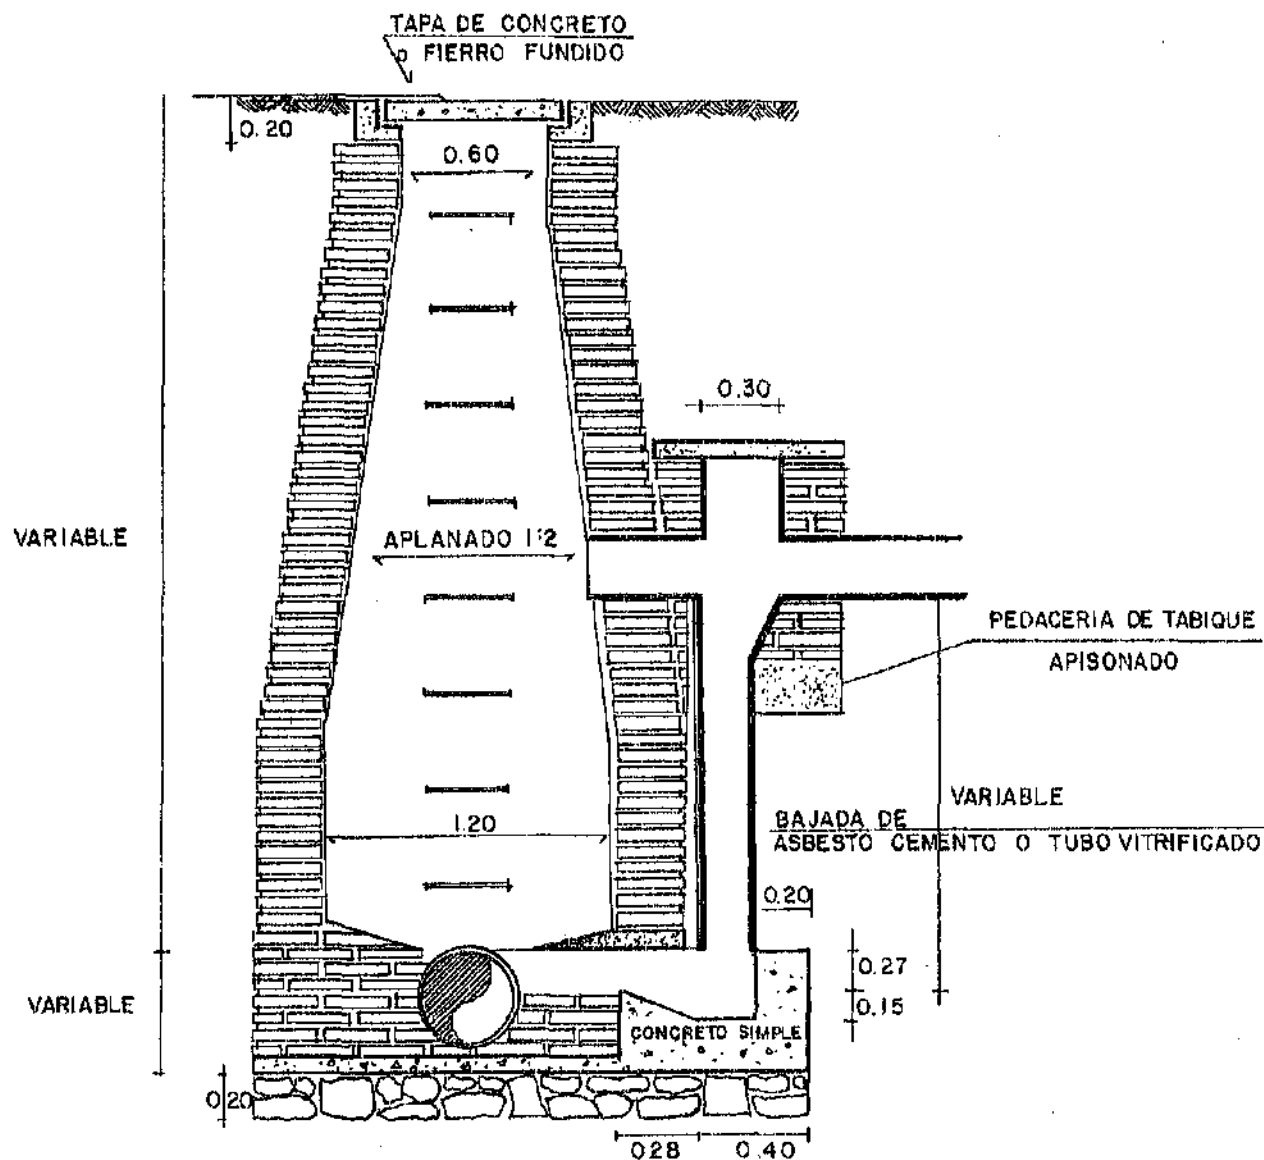 TAPA DE CONCRETO
O FIERRO FUNDIDO
0.20
0.60
0.30
VARIABLE
APLANADO 1:2
PEDACERIA DE TABIQUE
APISONADO
VARIABLE
1.20
BAJADA DE
ASBESTO CEMENTO O TUBO VITRIFICADO
0.20
0.27
VARIABLE
0.15
CONCRETO SIMPLE
0.20
028
0.40